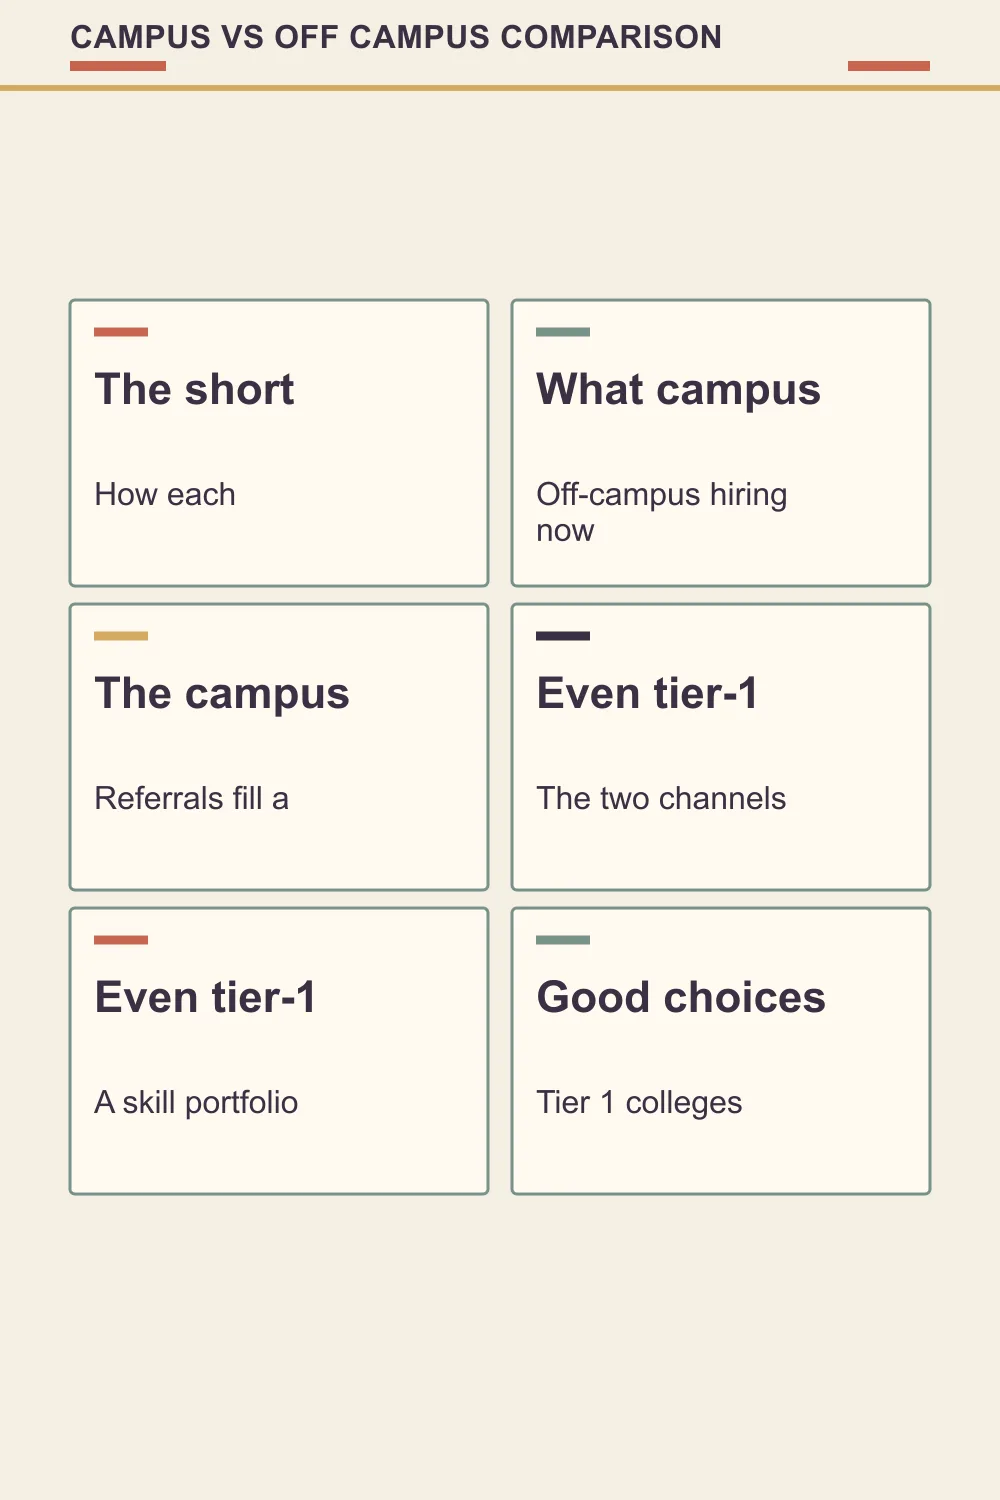 CAMPUS VS OFF CAMPUS COMPARISON
The short
How each
What campus
Off-campus hiring
now
The campus
Referrals fill a
Even tier-1
The two channels
Even tier-1
A skill portfolio
Good choices
Tier 1 colleges